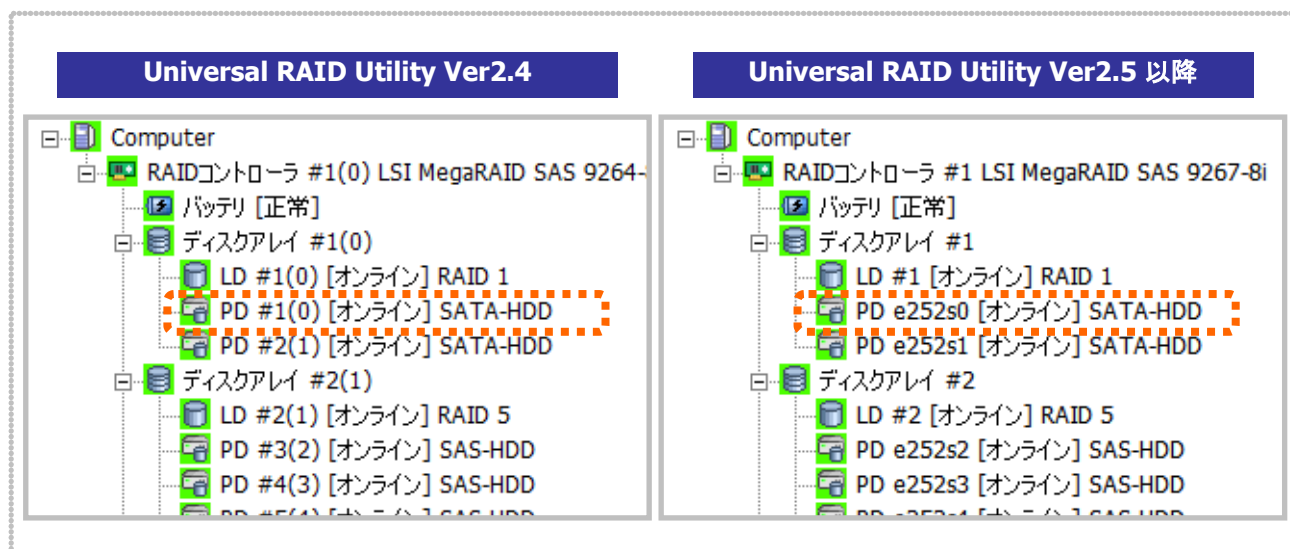 Universal RAID Utility Ver2.4
Computer
RAIDコントローラ #1(0) LSI MegaRAID SAS 9264-
バッテリ [正常]
ディスクアレイ #1(0)
LD #1(0) [オンライン] RAID 1
PD #1(0) [オンライン] SATA-HDD
PD #2(1) [オンライン] SATA-HDD
ディスクアレイ #2(1)
LD #2(1) [オンライン] RAID 5
PD #3(2) [オンライン] SAS-HDD
PD #4(3) [オンライン] SAS-HDD
Universal RAID Utility Ver2.5 以降
Computer
RAIDコントローラ #1 LSI MegaRAID SAS 9267-8i
バッテリ [正常]
ディスクアレイ #1
LD #1 [オンライン] RAID 1
PD e252s0 [オンライン] SATA-HDD
PD e252s1 [オンライン] SATA-HDD
ディスクアレイ #2
LD #2 [オンライン] RAID 5
PD e252s2 [オンライン] SAS-HDD
PD e252s3 [オンライン] SAS-HDD